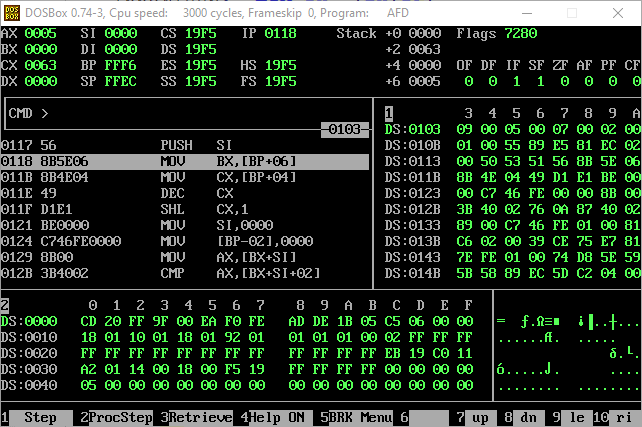 DOSBox 0.74-3, Cpu speed: 3000 cycles, Frameskip 0, Program: AFD
AX 0005 SI 0000 CS 19F5 IP 0118 Stack +0 0000 Flags 7280
BX 0000 DI 0000 DS 19F5 +2 0063
CX 0063 BP FFF6 ES 19F5 HS 19F5 +4 0000 OF DF IF SF ZF AF PF CF
DX 0000 SP FFEC SS 19F5 FS 19F5 +6 0005 0 0 1 1 0 0 0 0
CMD >
0103
1 3 4 5 6 7 8 9 A
DS:0103 09 00 05 00 07 00 02 00
DS:010B 01 00 55 89 E5 81 EC 02
0117 56 PUSH SI DS:0113 00 50 53 51 56 8B 5E 06
0118 8B5E06 MOV BX,[BP+06] DS:011B 8B 4E 04 49 D1 E1 BE 00
011B 8B4E04 MOV CX,[BP+04] DS:0123 00 C7 46 FE 00 00 8B 00
011E 49 DEC CX DS:012B 3B 40 02 76 0A 87 40 02
011F D1E1 SHL CX,1 DS:0133 89 00 C7 46 FE 01 00 81
0121 BE0000 MOV SI,0000 DS:013B C6 02 00 39 CE 75 E7 81
0124 C746FE0000 MOV [BP-02],0000 DS:0143 7E FE 01 00 74 D8 5E 59
0129 8B00 MOV AX,[BX+SI] DS:014B 5B 58 89 EC 5D C2 04 00
012B 3B4002 CMP AX,[BX+SI+02]
2 0 1 2 3 4 5 6 7 8 9 A B C D E F
DS:0000 CD 20 FF 9F 00 EA F0 FE AD DE 1B 05 C5 06 00 00
DS:0010 18 01 10 01 18 01 92 01 01 01 01 00 02 FF FF FF
DS:0020 FF FF FF FF FF FF FF FF FF FF FF FF EB 19 C0 11
DS:0030 A2 01 14 00 18 00 F5 19 FF FF FF FF 00 00 00 00
DS:0040 05 00 00 00 00 00 00 00 00 00 00 00 00 00 00 00
1 Step 2 ProcStep 3 Retrieve 4 Help ON 5 BRK Menu 6 7 up 8 dn 9 le 10 ri